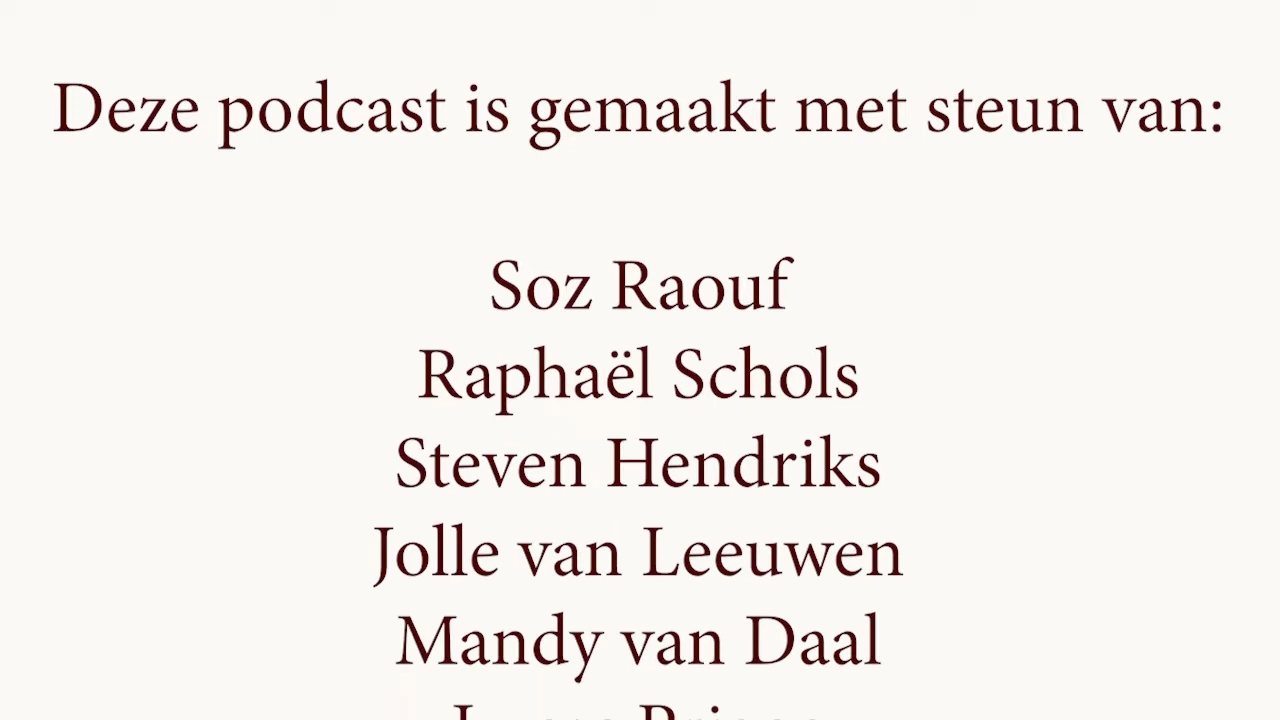 Deze podcast is gemaakt met steun van:
Soz Raouf
Raphaël Schols
Steven Hendriks
Jolle van Leeuwen
Mandy van Daal